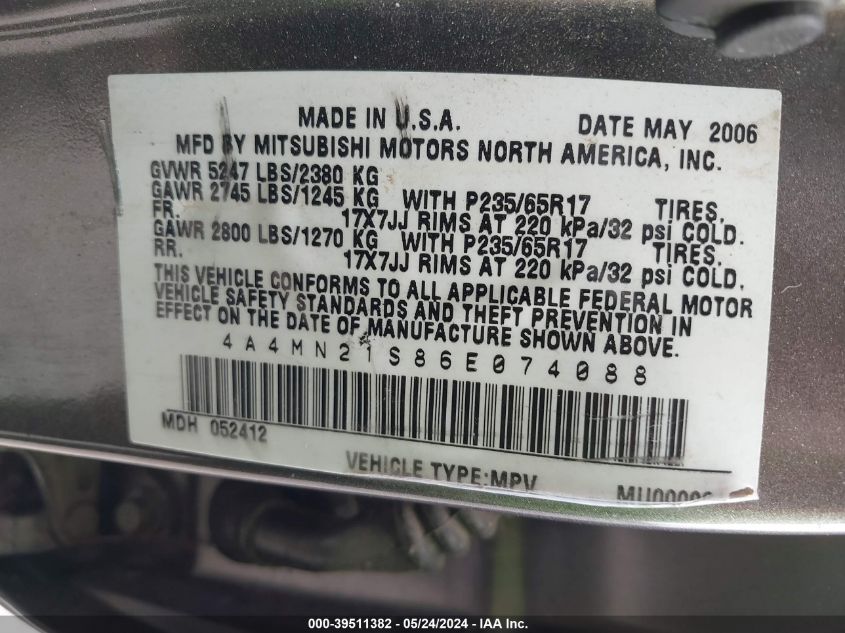 MADE IN U.S.A. DATE MAY 2006
MFD BY MITSUBISHI MOTORS NORTH AMERICA, INC.
GVWR 5247 LBS/2380 KG
GAWR 2745 LBS/1245 KG WITH P235/65R17 TIRES,
FR. 17X7JJ RIMS AT 220 kPa/32 psi COLD.
GAWR 2800 LBS/1270 KG WITH P235/65R17 TIRES,
RR. 17X7JJ RIMS AT 220 kPa/32 psi COLD.
THIS VEHICLE CONFORMS TO ALL APPLICABLE FEDERAL MOTOR
VEHICLE SAFETY STANDARDS AND THEFT PREVENTION IN
EFFECT ON THE DATE OF MANUFACTURE SHOWN ABOVE.
4A4MN21S86E074088
MDH 052412
VEHICLE TYPE:MPV
000-39511382 - 05/24/2024 - IAA, Inc.